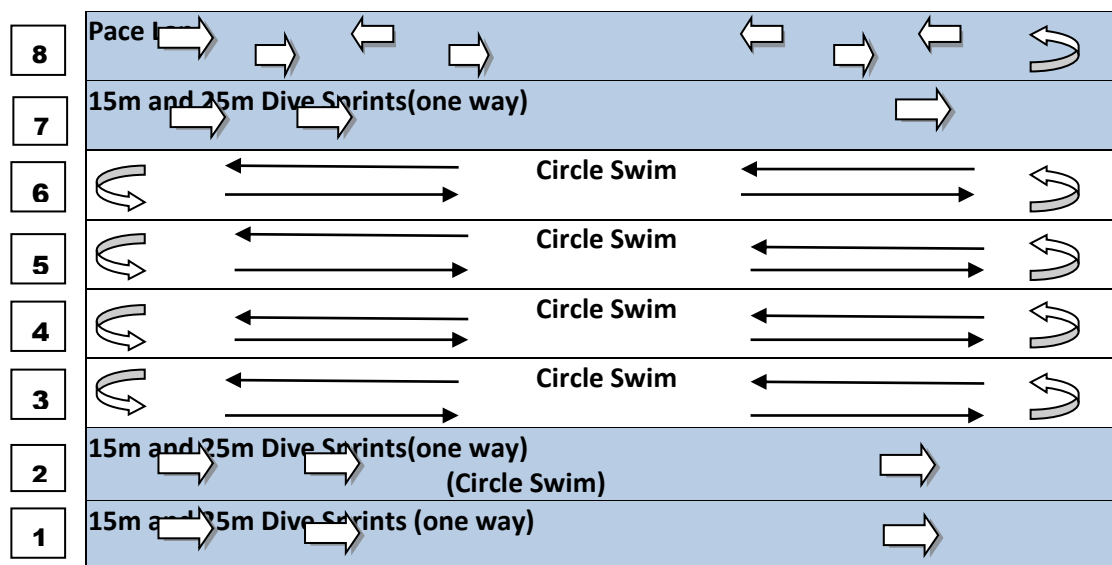 8
Pace Lane
7
15m and 25m Dive Sprints(one way)
6
Circle Swim
5
Circle Swim
4
Circle Swim
3
Circle Swim
2
15m and 25m Dive Sprints(one way)
(Circle Swim)
1
15m and 25m Dive Sprints (one way)